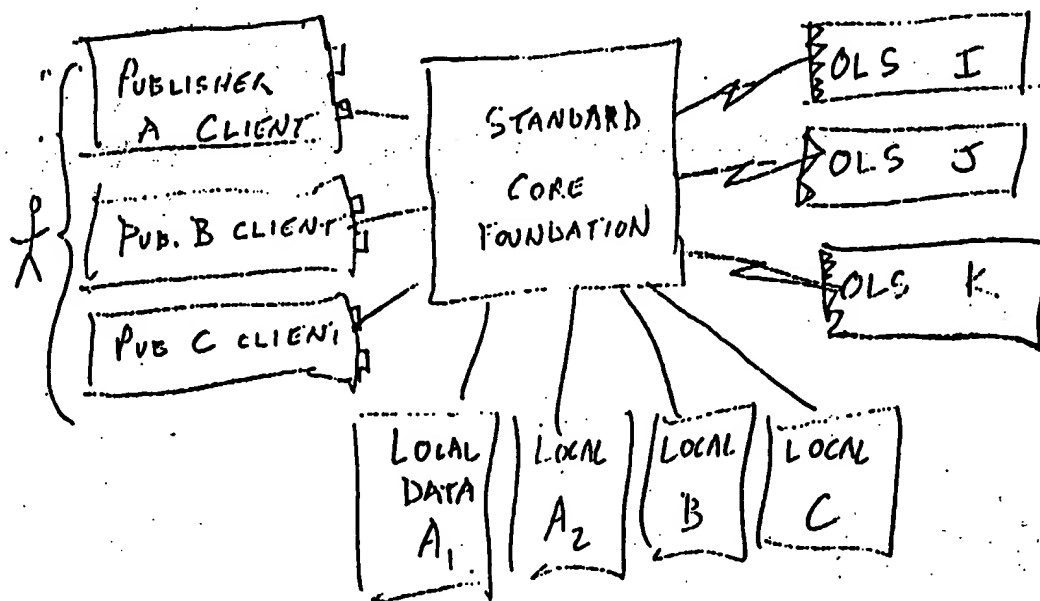 PUBLISHER
A CLIENT
PUB. B CLIENT
PUB C CLIENT
STANDARD
CORE
FOUNDATION
OLS I
OLS J
OLS K
LOCAL
DATA
A₁
LOCAL
A₂
LOCAL
B
LOCAL
C